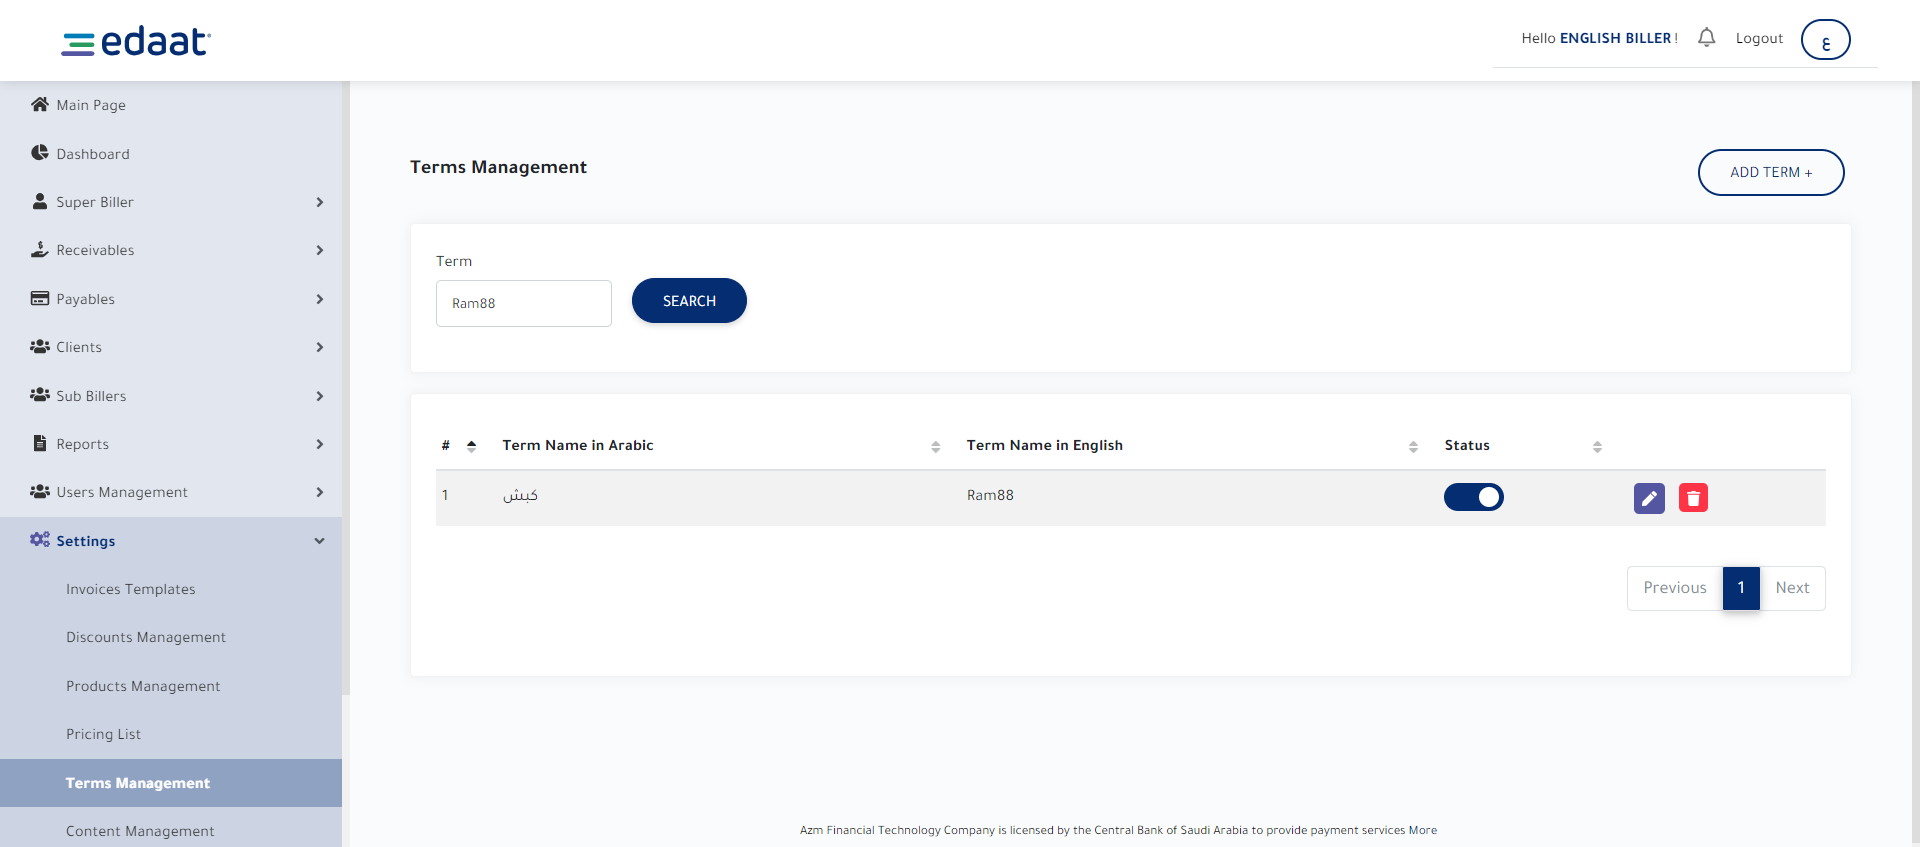 edaat
Hello ENGLISH BILLER !
Logout
ع
Main Page
Dashboard
Super Biller
Receivables
Payables
Clients
Sub Billers
Reports
Users Management
Settings
Invoices Templates
Discounts Management
Products Management
Pricing List
Terms Management
Content Management
Terms Management
ADD TERM +
Term
Ram88
SEARCH
# Term Name in Arabic Term Name in English Status
1 كبش Ram88
Previous 1 Next
Azm Financial Technology Company is licensed by the Central Bank of Saudi Arabia to provide payment services More